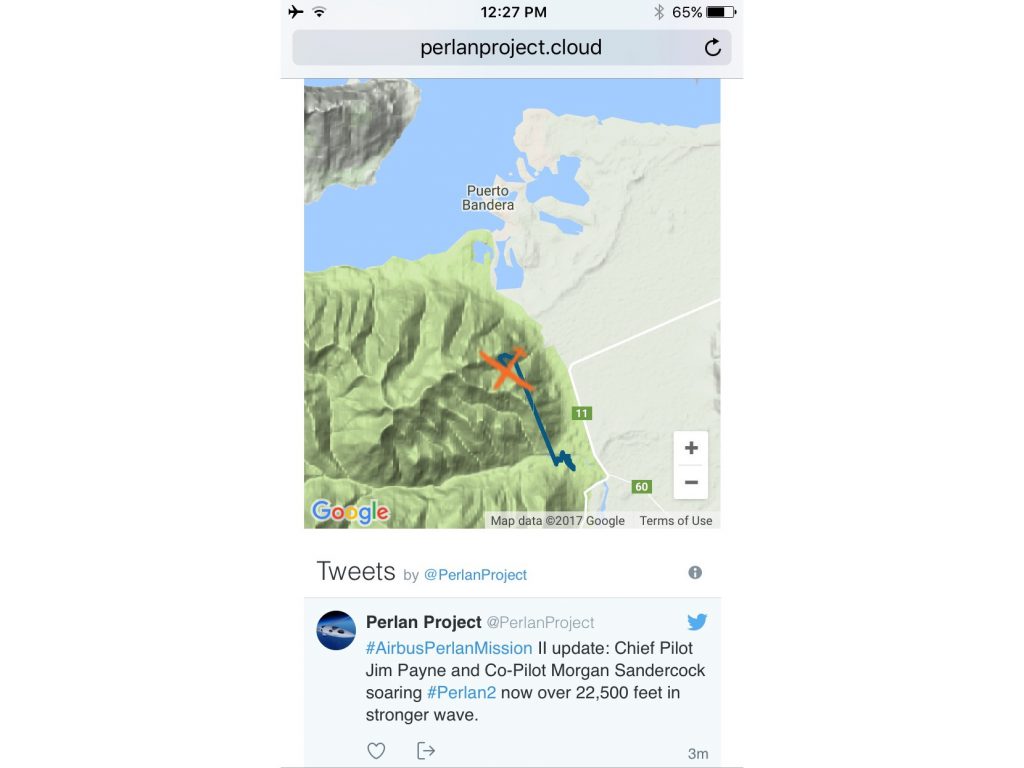 12:27 PM
65%
perlanproject.cloud
Puerto
Bandera
11
60
Google
Map data ©2017 Google
Terms of Use
Tweets by @PerlanProject
Perlan Project @PerlanProject
#AirbusPerlanMission II update: Chief Pilot
Jim Payne and Co-Pilot Morgan Sandercock
soaring #Perlan2 now over 22,500 feet in
stronger wave.
3m